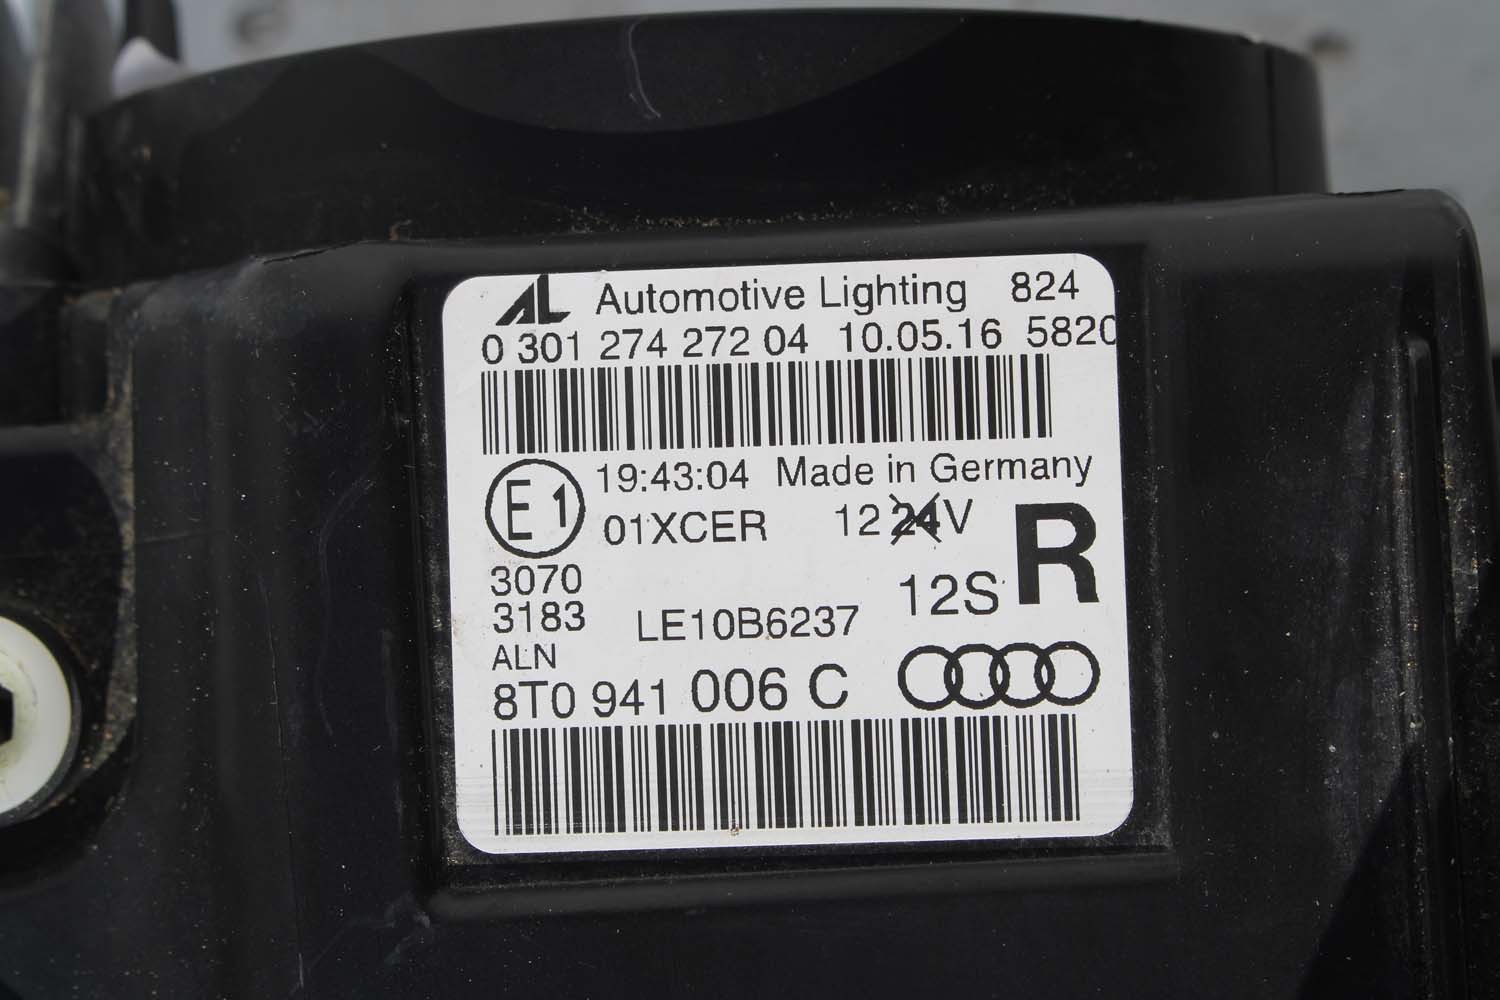 AL Automotive Lighting 824
0 301 274 272 04 10.05.16 5820
19:43:04 Made in Germany
E1 01XCER 12 24V R
3070
3183 LE10B6237 12S
ALN
8T0 941 006 C